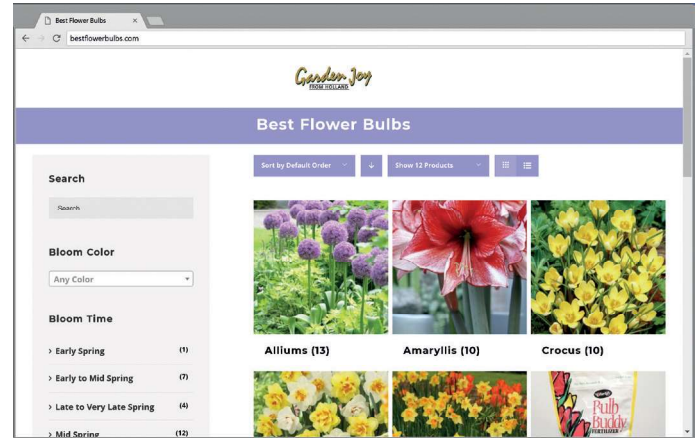 Best Flower Bulbs
bestflowerbulbs.com
Garden Joy
FROM HOLLAND
Best Flower Bulbs
Sort by Default Order
Show 12 Products
Search
Search
Bloom Color
Any Color
Bloom Time
> Early Spring (1)
> Early to Mid Spring (7)
> Late to Very Late Spring (4)
> Mid Spring (12)
Alliums (13)
Amaryllis (10)
Crocus (10)
Bulb
Buddy
FERTILIZER